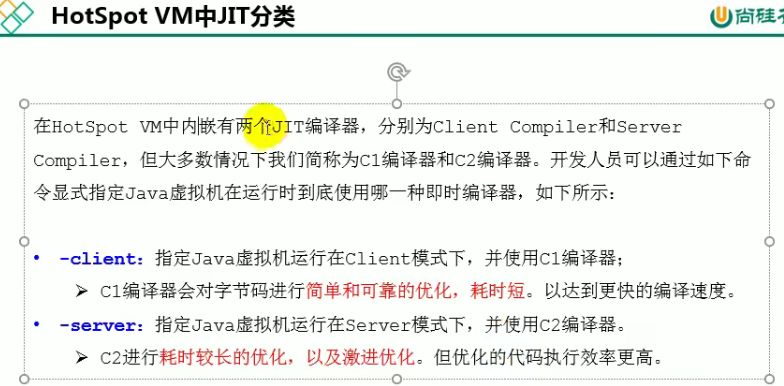 HotSpot VM中JIT分类
尚硅
在HotSpot VM中内嵌有两个JIT编译器，分别为Client Compiler和Server
Compiler，但大多数情况下我们简称为C1编译器和C2编译器。开发人员可以通过如下命
令显式指定Java虚拟机在运行时到底使用哪一种即时编译器，如下所示：
• -client：指定Java虚拟机运行在Client模式下，并使用C1编译器；
➢ C1编译器会对字节码进行简单和可靠的优化，耗时短。以达到更快的编译速度。
• -server：指定Java虚拟机运行在Server模式下，并使用C2编译器。
➢ C2进行耗时较长的优化，以及激进优化。但优化的代码执行效率更高。